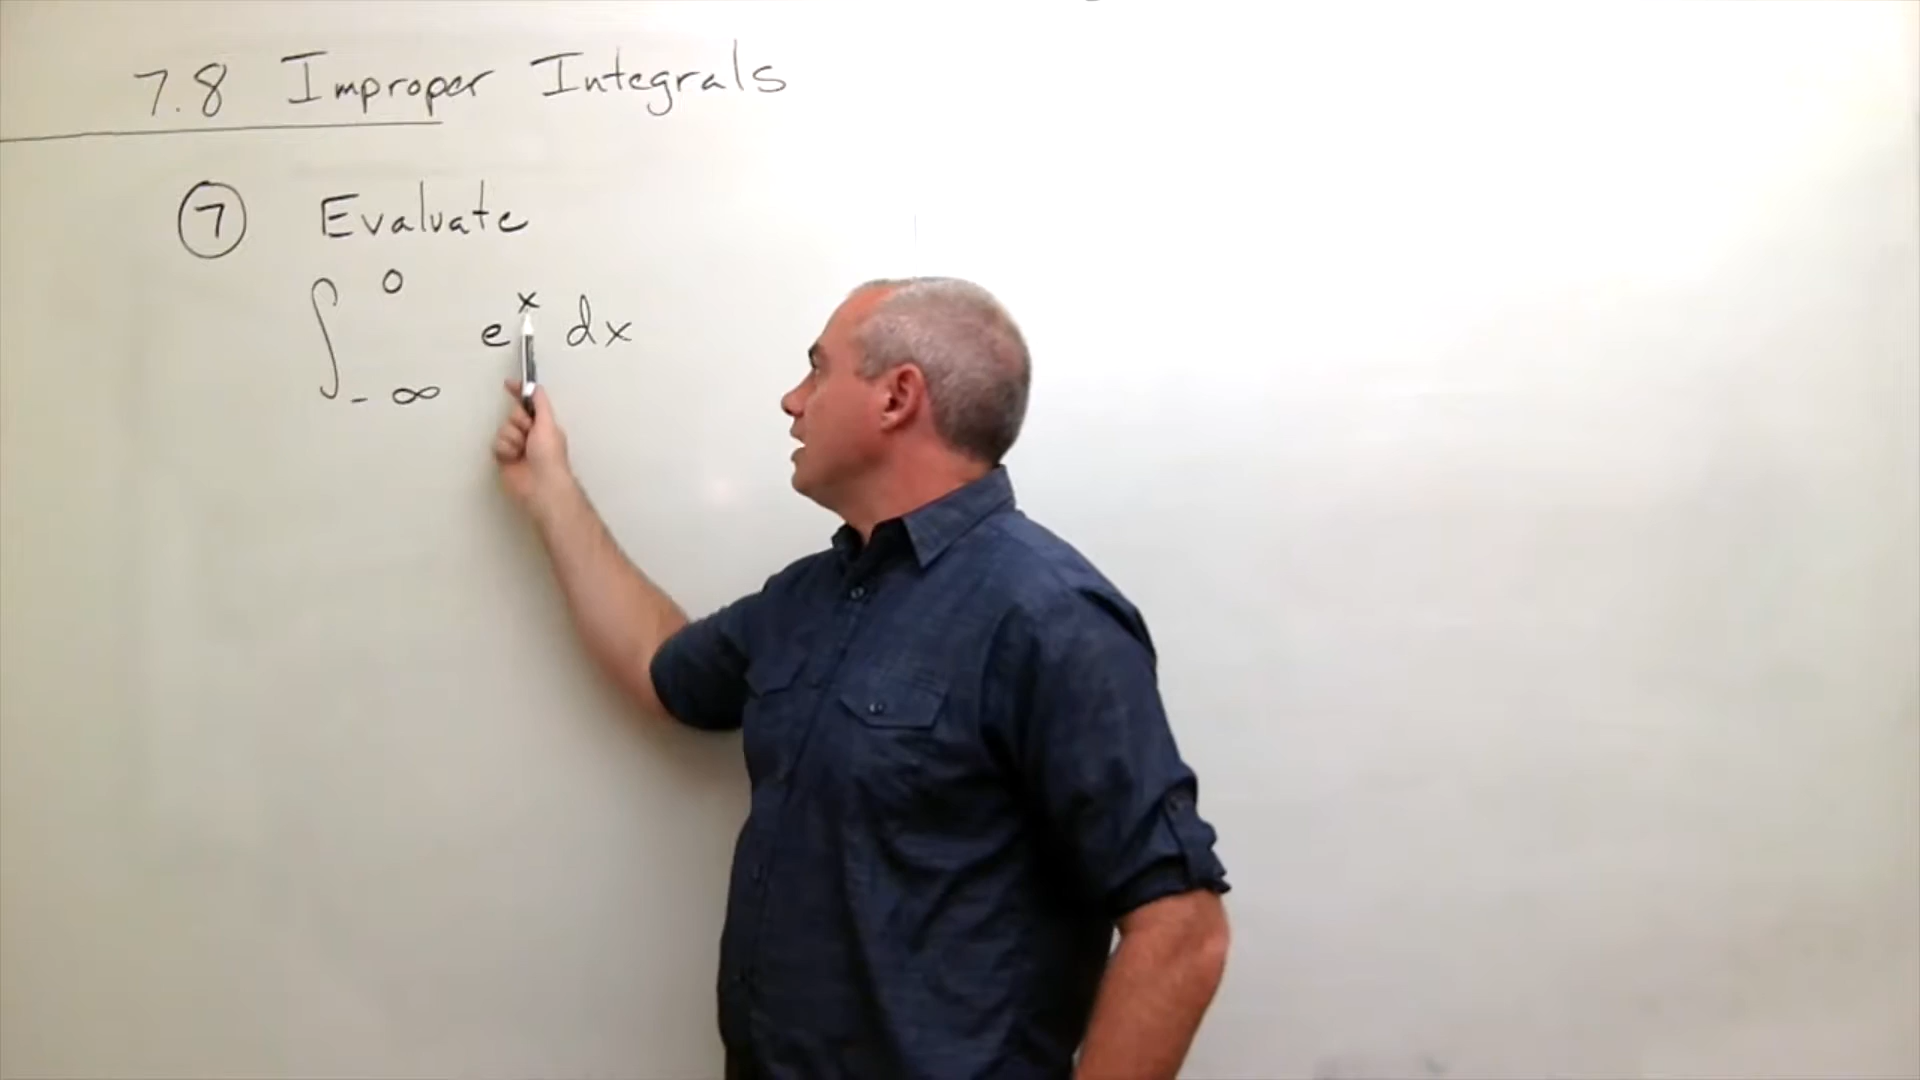 7.8 Improper Integrals
7 Evaluate
∫_{-∞}^{0} e^x dx